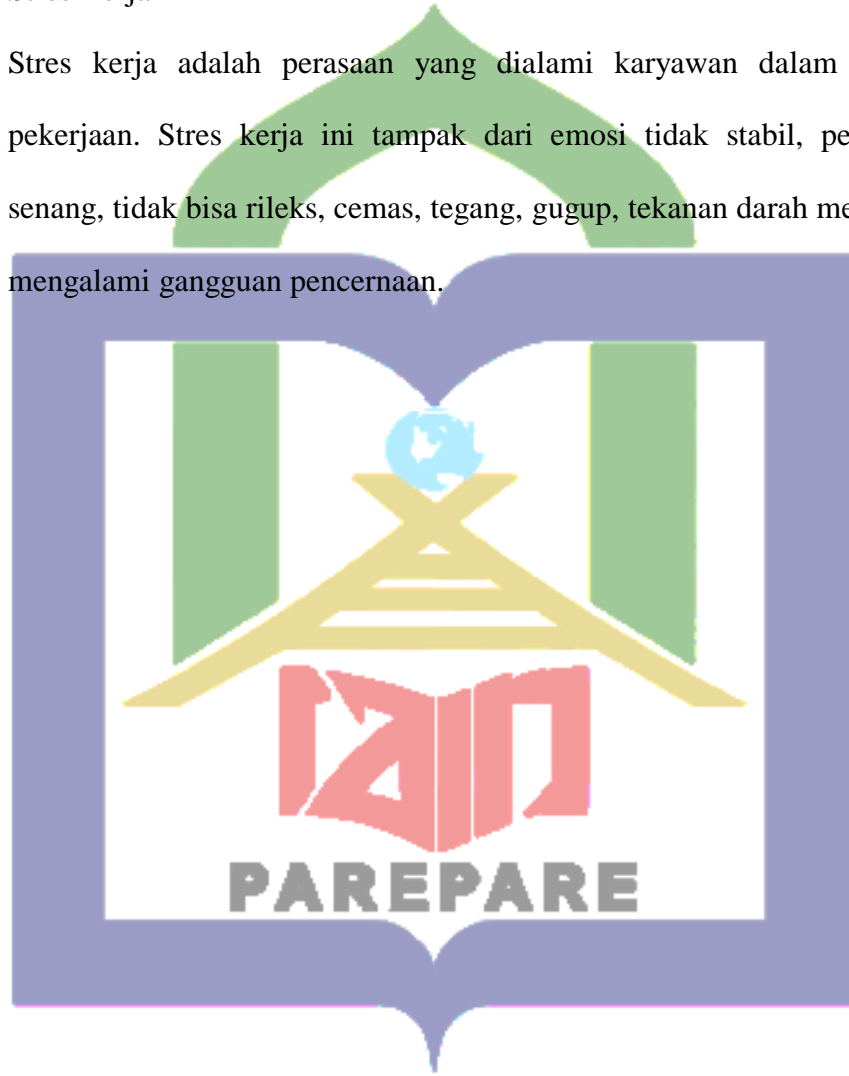 Stres kerja adalah perasaan yang dialami karyawan dalam
pekerjaan. Stres kerja ini tampak dari emosi tidak stabil,
senang, tidak bisa rileks, cemas, tegang, gugup, tekanan darah
mengalami gangguan pencernaan.
IAIN
PAREPARE